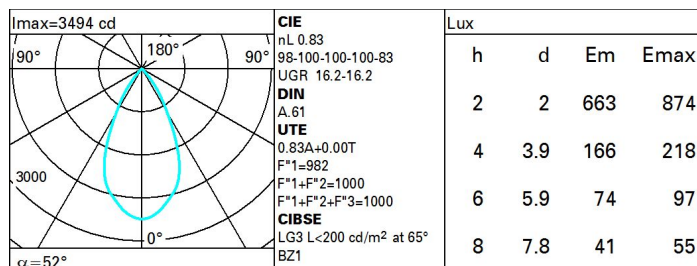 Imax=3494 cd
90° 180° 90°
3000
0°
α=52°
CIE
nL 0.83
98-100-100-100-83
UGR 16.2-16.2
DIN
A.61
UTE
0.83A+0.00T
F"1=982
F"1+F"2=1000
F"1+F"2+F"3=1000
CIBSE
LG3 L<200 cd/m² at 65°
BZ1
Lux
h d Em Emax
2 2 663 874
4 3.9 166 218
6 5.9 74 97
8 7.8 41 55